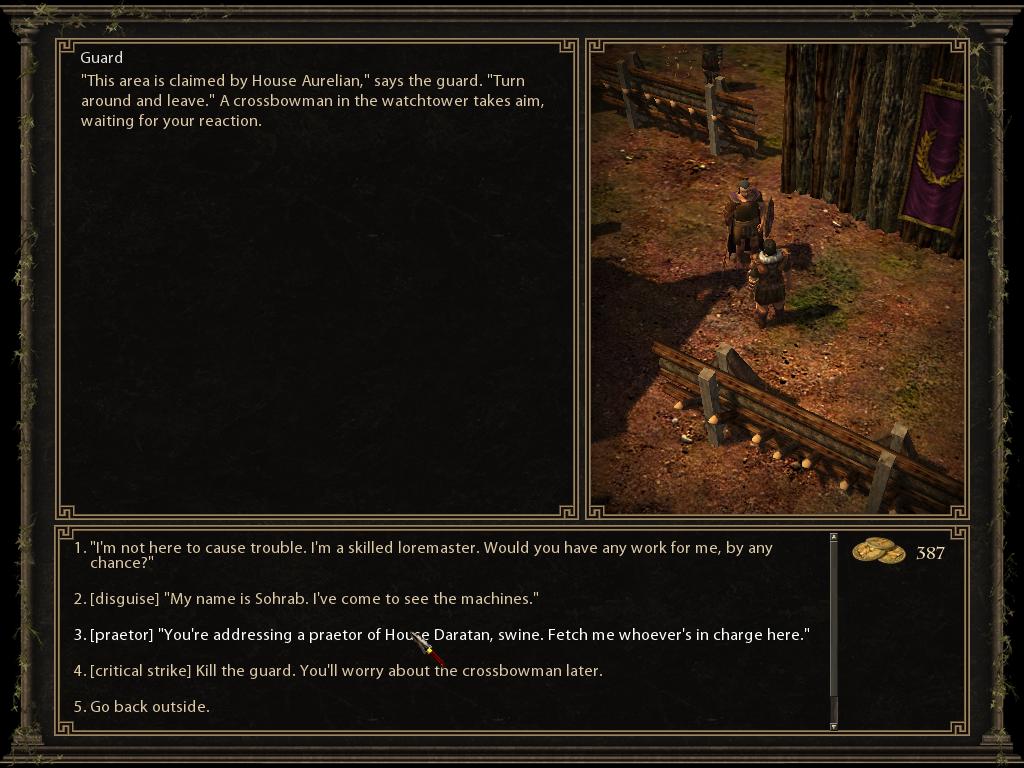 Guard
"This area is claimed by House Aurelian," says the guard. "Turn
around and leave." A crossbowman in the watchtower takes aim,
waiting for your reaction.
1. "I'm not here to cause trouble. I'm a skilled loremaster. Would you have any work for me, by any
chance?"
387
2. [disguise] "My name is Sohrab. I've come to see the machines."
3. [praetor] "You're addressing a praetor of House Daratan, swine. Fetch me whoever's in charge here."
4. [critical strike] Kill the guard. You'll worry about the crossbowman later.
5. Go back outside.